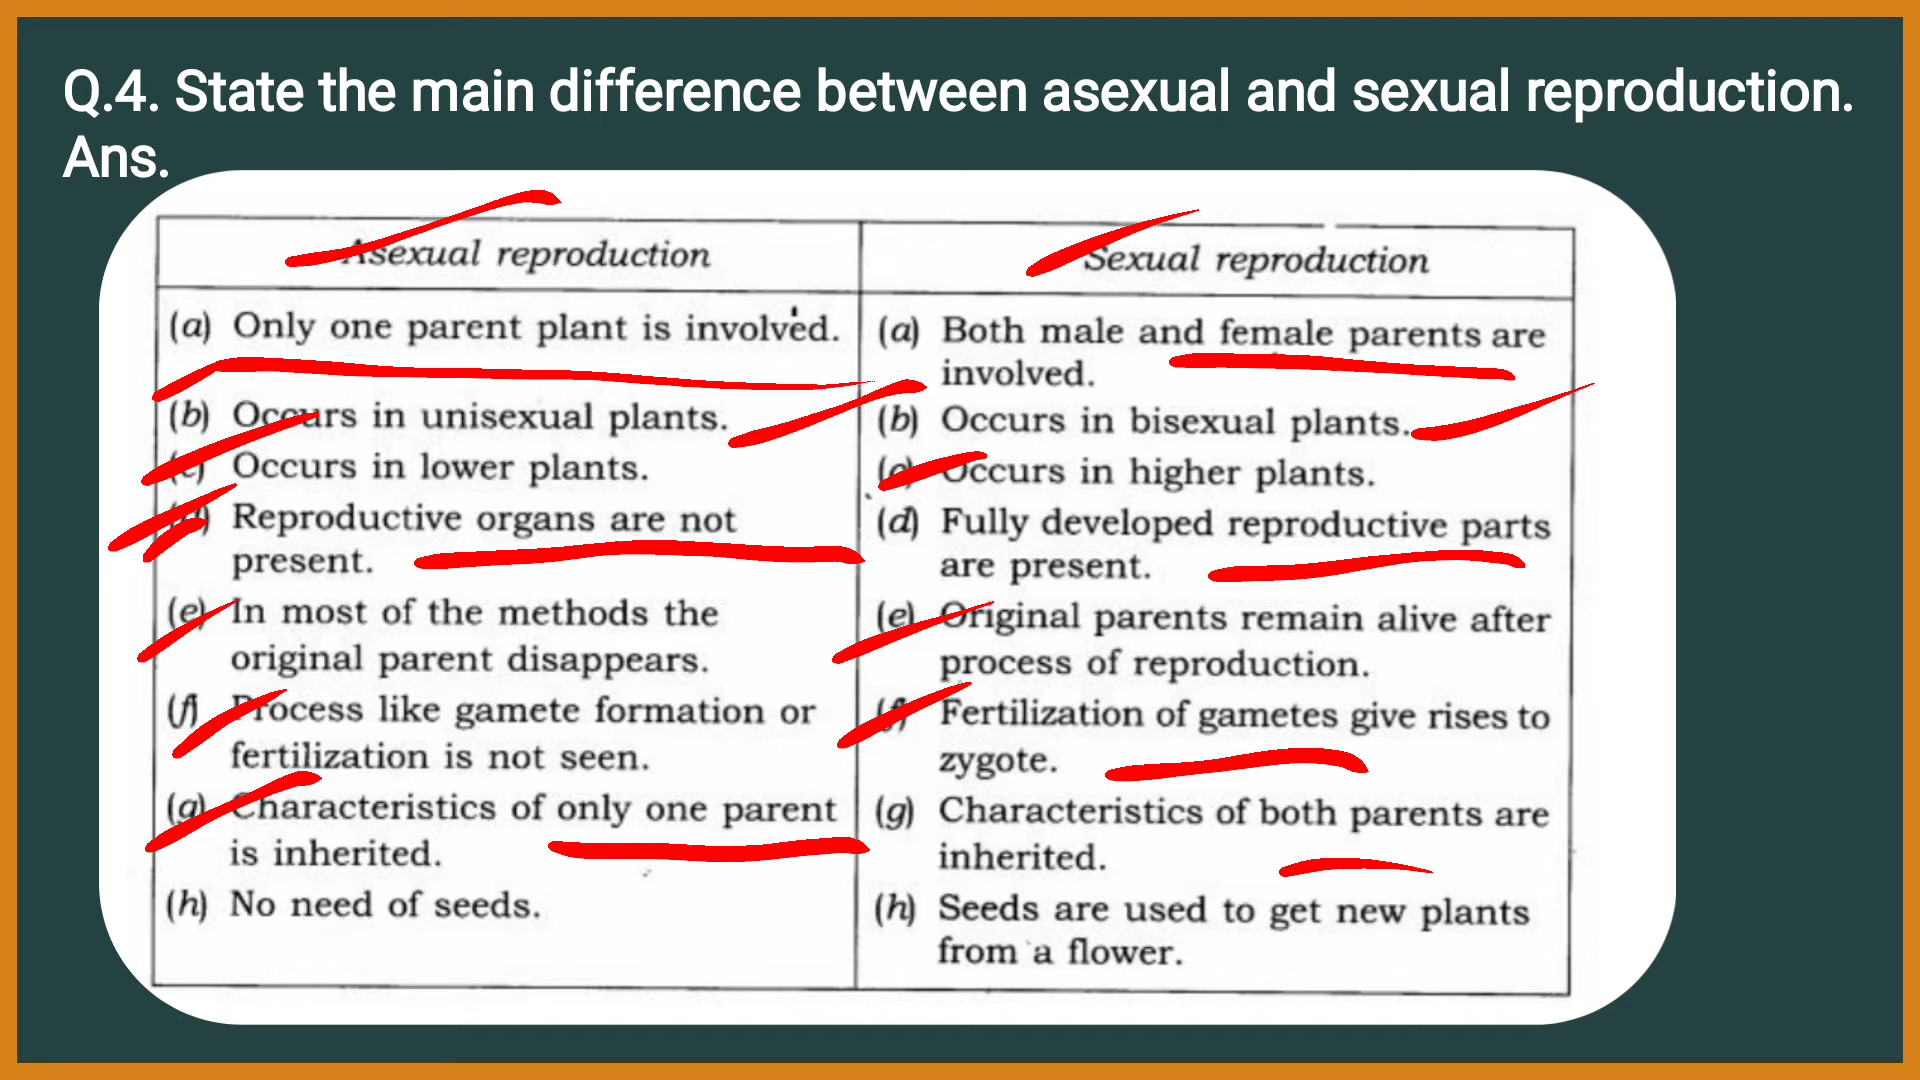 Q.4. State the main difference between asexual and sexual reproduction.
Ans.
Asexual reproduction
Sexual reproduction
(a) Only one parent plant is involved.
(a) Both male and female parents are
involved.
(b) Occurs in unisexual plants.
(b) Occurs in bisexual plants.
(c) Occurs in lower plants.
(c) Occurs in higher plants.
(d) Reproductive organs are not
present.
(d) Fully developed reproductive parts
are present.
(e) In most of the methods the
original parent disappears.
(e) Original parents remain alive after
process of reproduction.
(f) Process like gamete formation or
fertilization is not seen.
(f) Fertilization of gametes give rises to
zygote.
(g) Characteristics of only one parent
is inherited.
(g) Characteristics of both parents are
inherited.
(h) No need of seeds.
(h) Seeds are used to get new plants
from a flower.